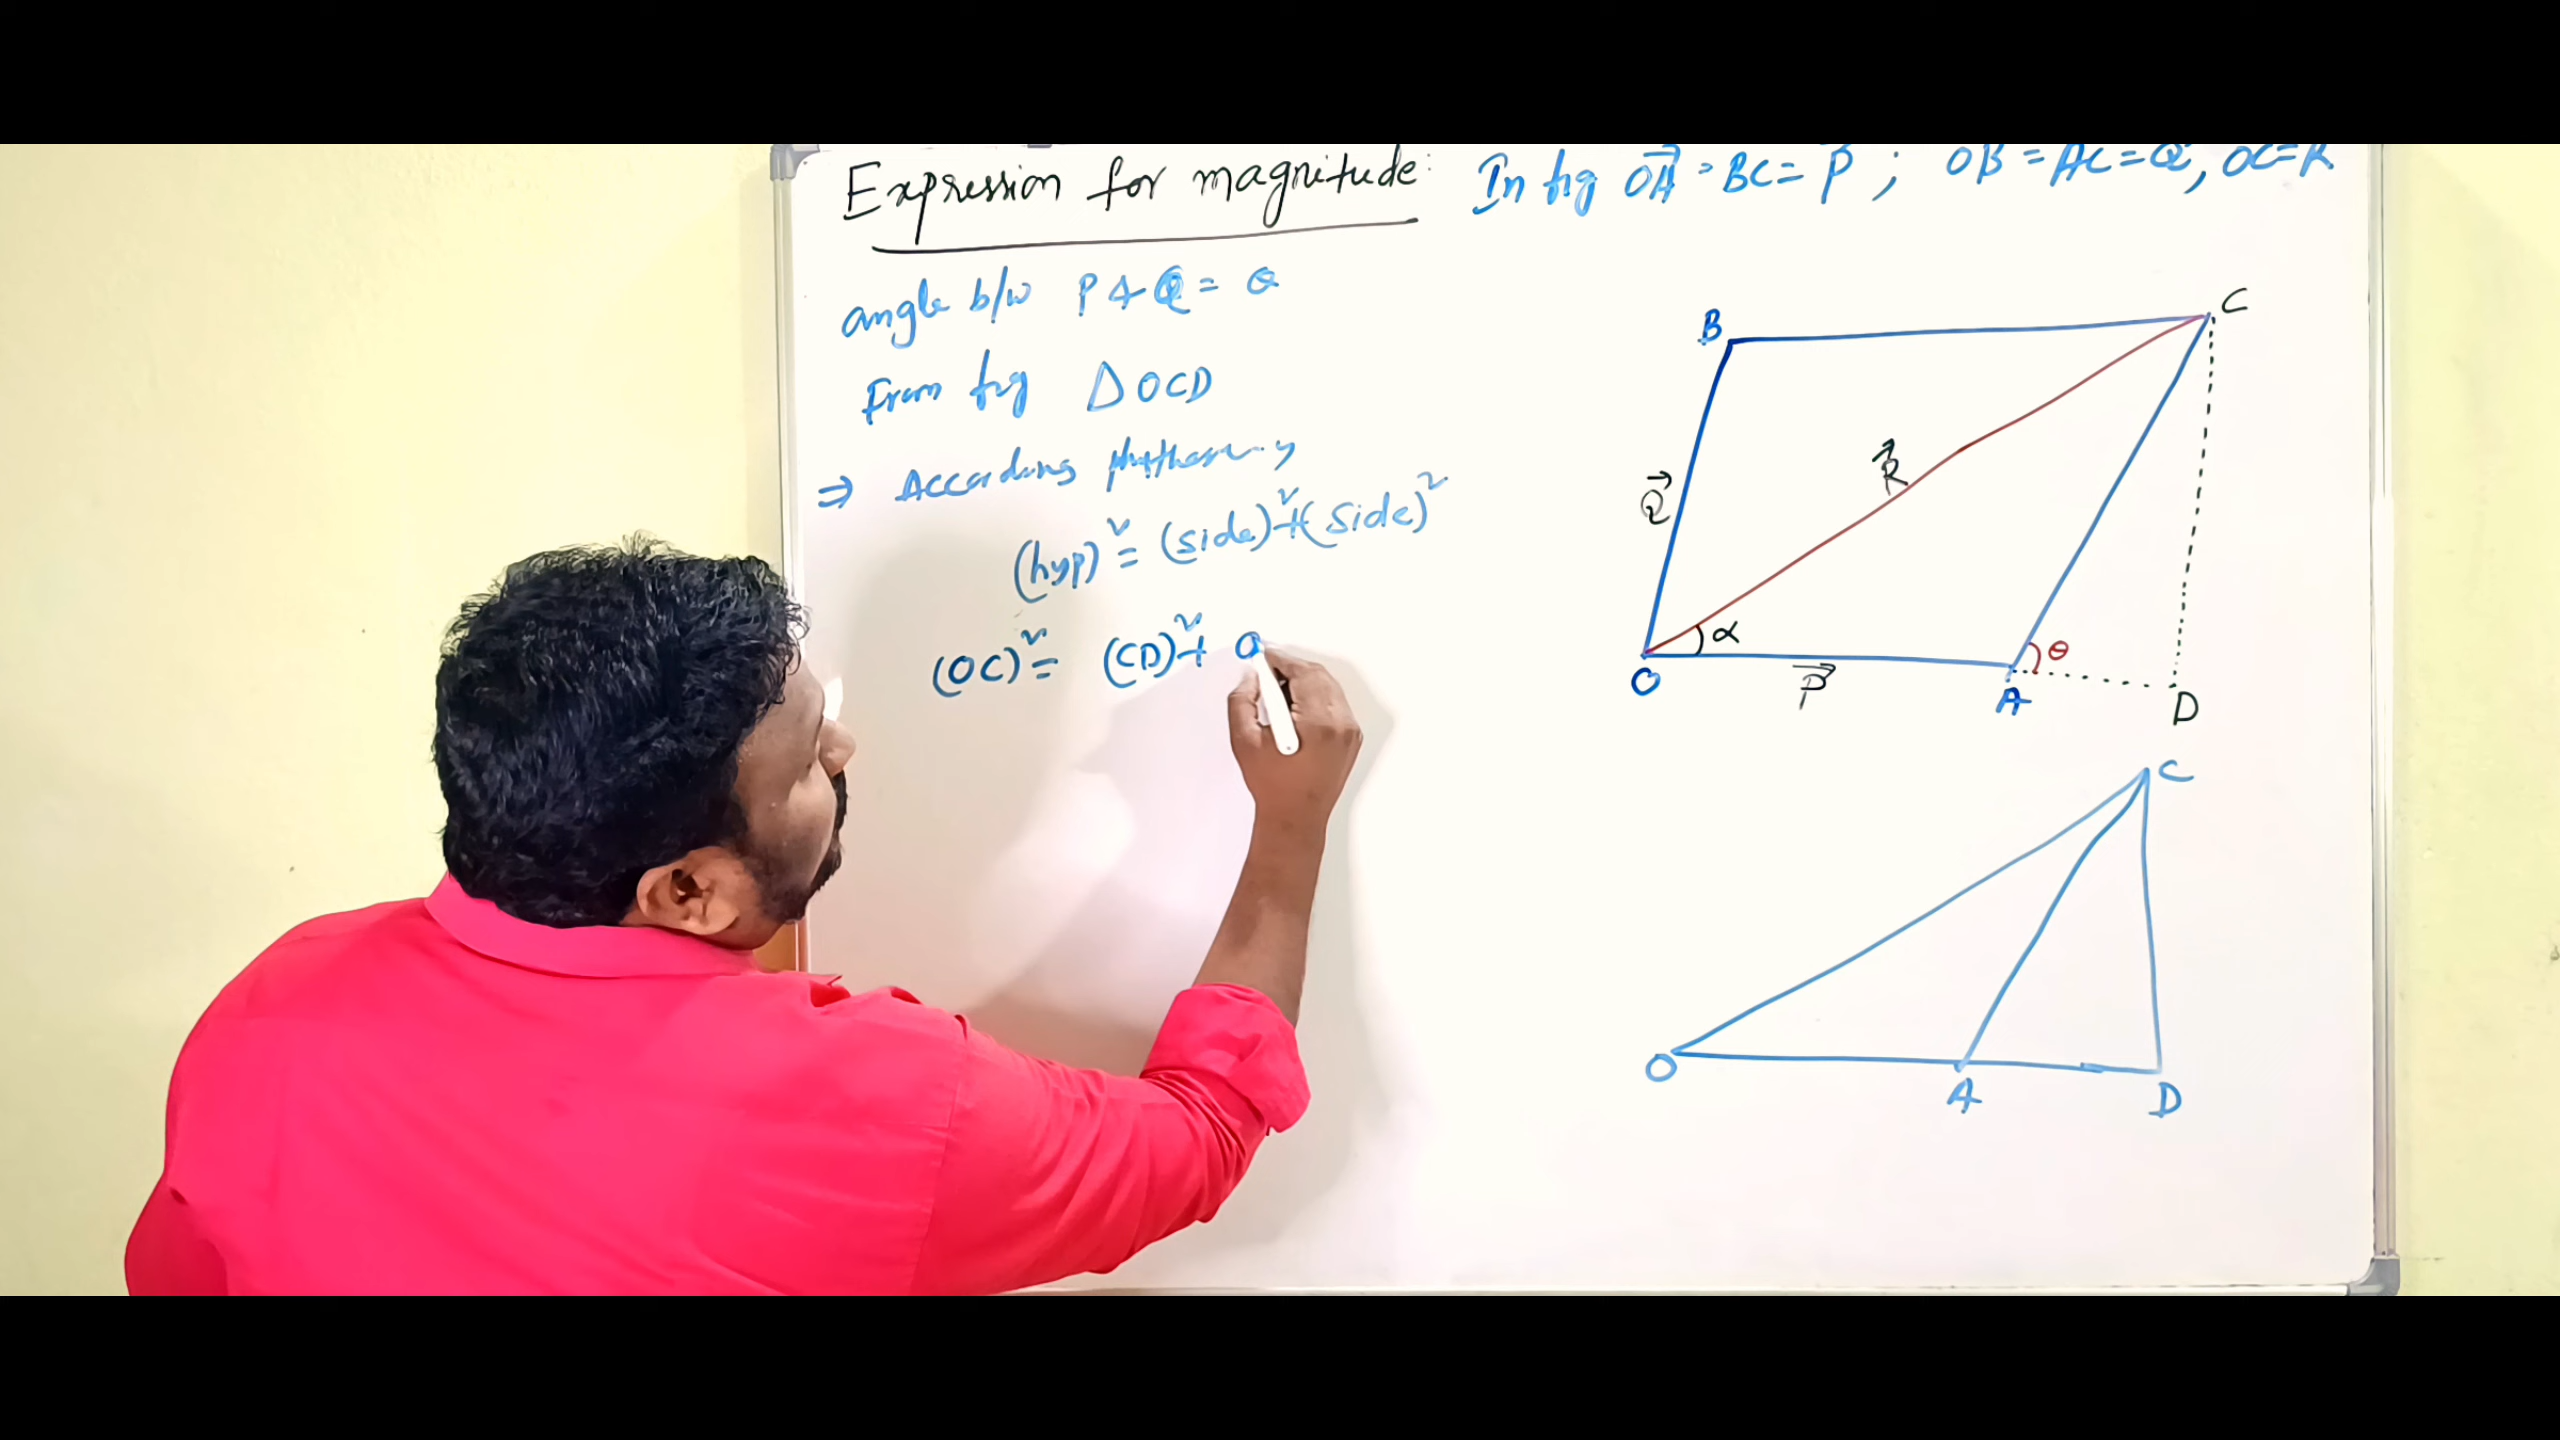 Expression for magnitude:
In fig OA = BC = P ; OB = AC = Q, OC = R
angle b/w P & Q = θ
From fig Δ OCD
⇒ According
(hyp)² = (side)² + (side)²
(OC)² = (CD)² + O
B
C
Q
R
α
θ
O
P
A
D
C
O
A
D